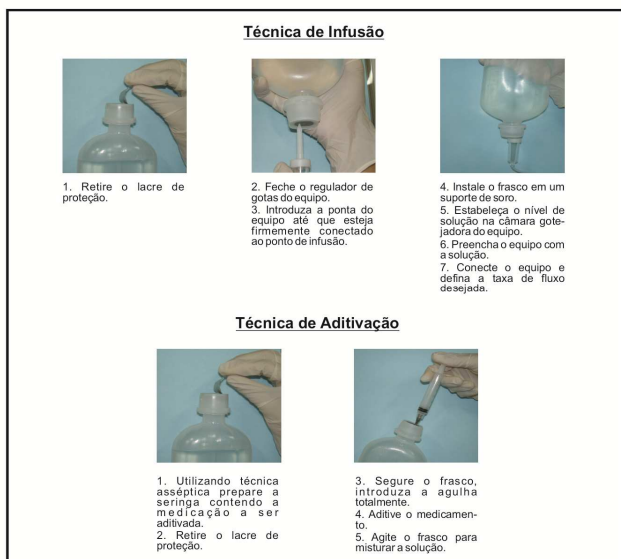 Técnica de Infusão
1. Retire o lacre de
proteção.
2. Feche o regulador de
gotas do equipo.
3. Introduza a ponta do
equipo até que esteja
firmemente conectado
ao ponto de infusão.
4. Instale o frasco em um
suporte de soro.
5. Estabeleça o nível de
solução na câmara gote-
jadora do equipo.
6. Preencha o equipo com
a solução.
7. Conecte o equipo e
defina a taxa de fluxo
desejada.
Técnica de Aditivação
1. Utilizando técnica
asséptica prepare a
seringa contendo a
medicação a ser
aditivada.
2. Retire o lacre de
proteção.
3. Segure o frasco,
introduza a agulha
totalmente.
4. Aditive o medicamen-
to.
5. Agite o frasco para
misturar a solução.